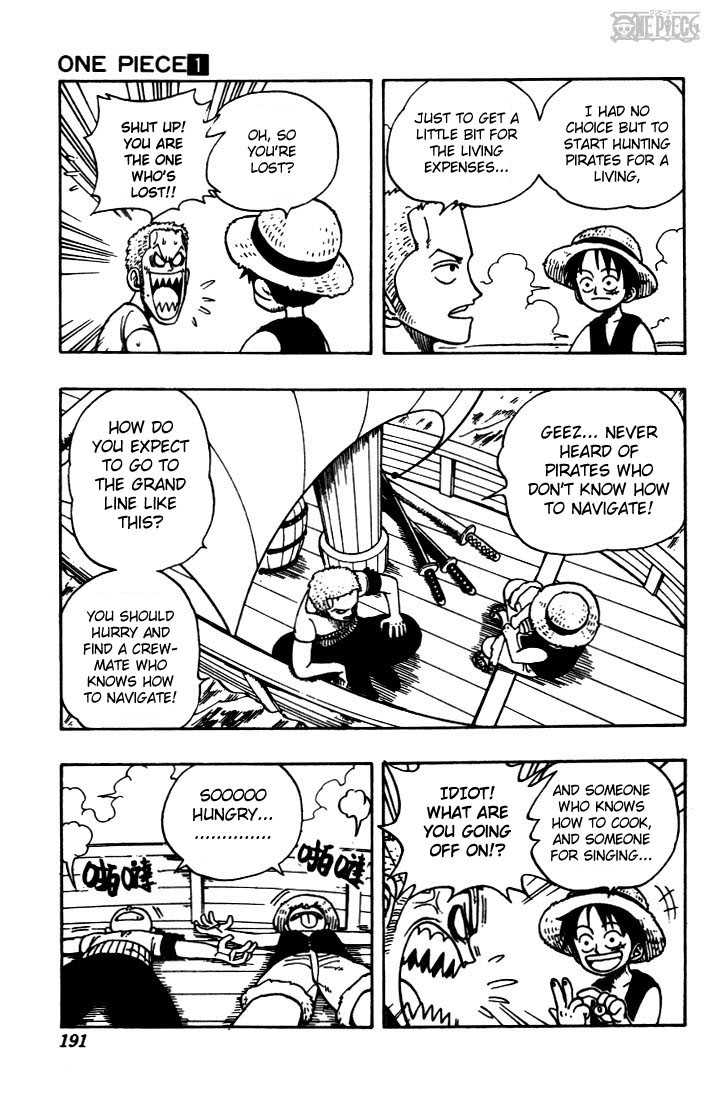 ONE PIECE
ONE PIECE 1
I HAD NO
CHOICE BUT TO
START HUNTING
PIRATES FOR A
LIVING,
JUST TO GET A
LITTLE BIT FOR
THE LIVING
EXPENSES...
OH, SO
YOU'RE
LOST?
SHUT UP!
YOU ARE
THE ONE
WHO'S
LOST!!
GEEZ... NEVER
HEARD OF
PIRATES WHO
DON'T KNOW HOW
TO NAVIGATE!
HOW DO
YOU EXPECT
TO GO TO
THE GRAND
LINE LIKE
THIS?
YOU SHOULD
HURRY AND
FIND A CREW-
MATE WHO
KNOWS HOW
TO NAVIGATE!
AND SOMEONE
WHO KNOWS
HOW TO COOK,
AND SOMEONE
FOR SINGING...
IDIOT!
WHAT ARE
YOU GOING
OFF ON!?
SOOOOO
HUNGRY...
..............
191